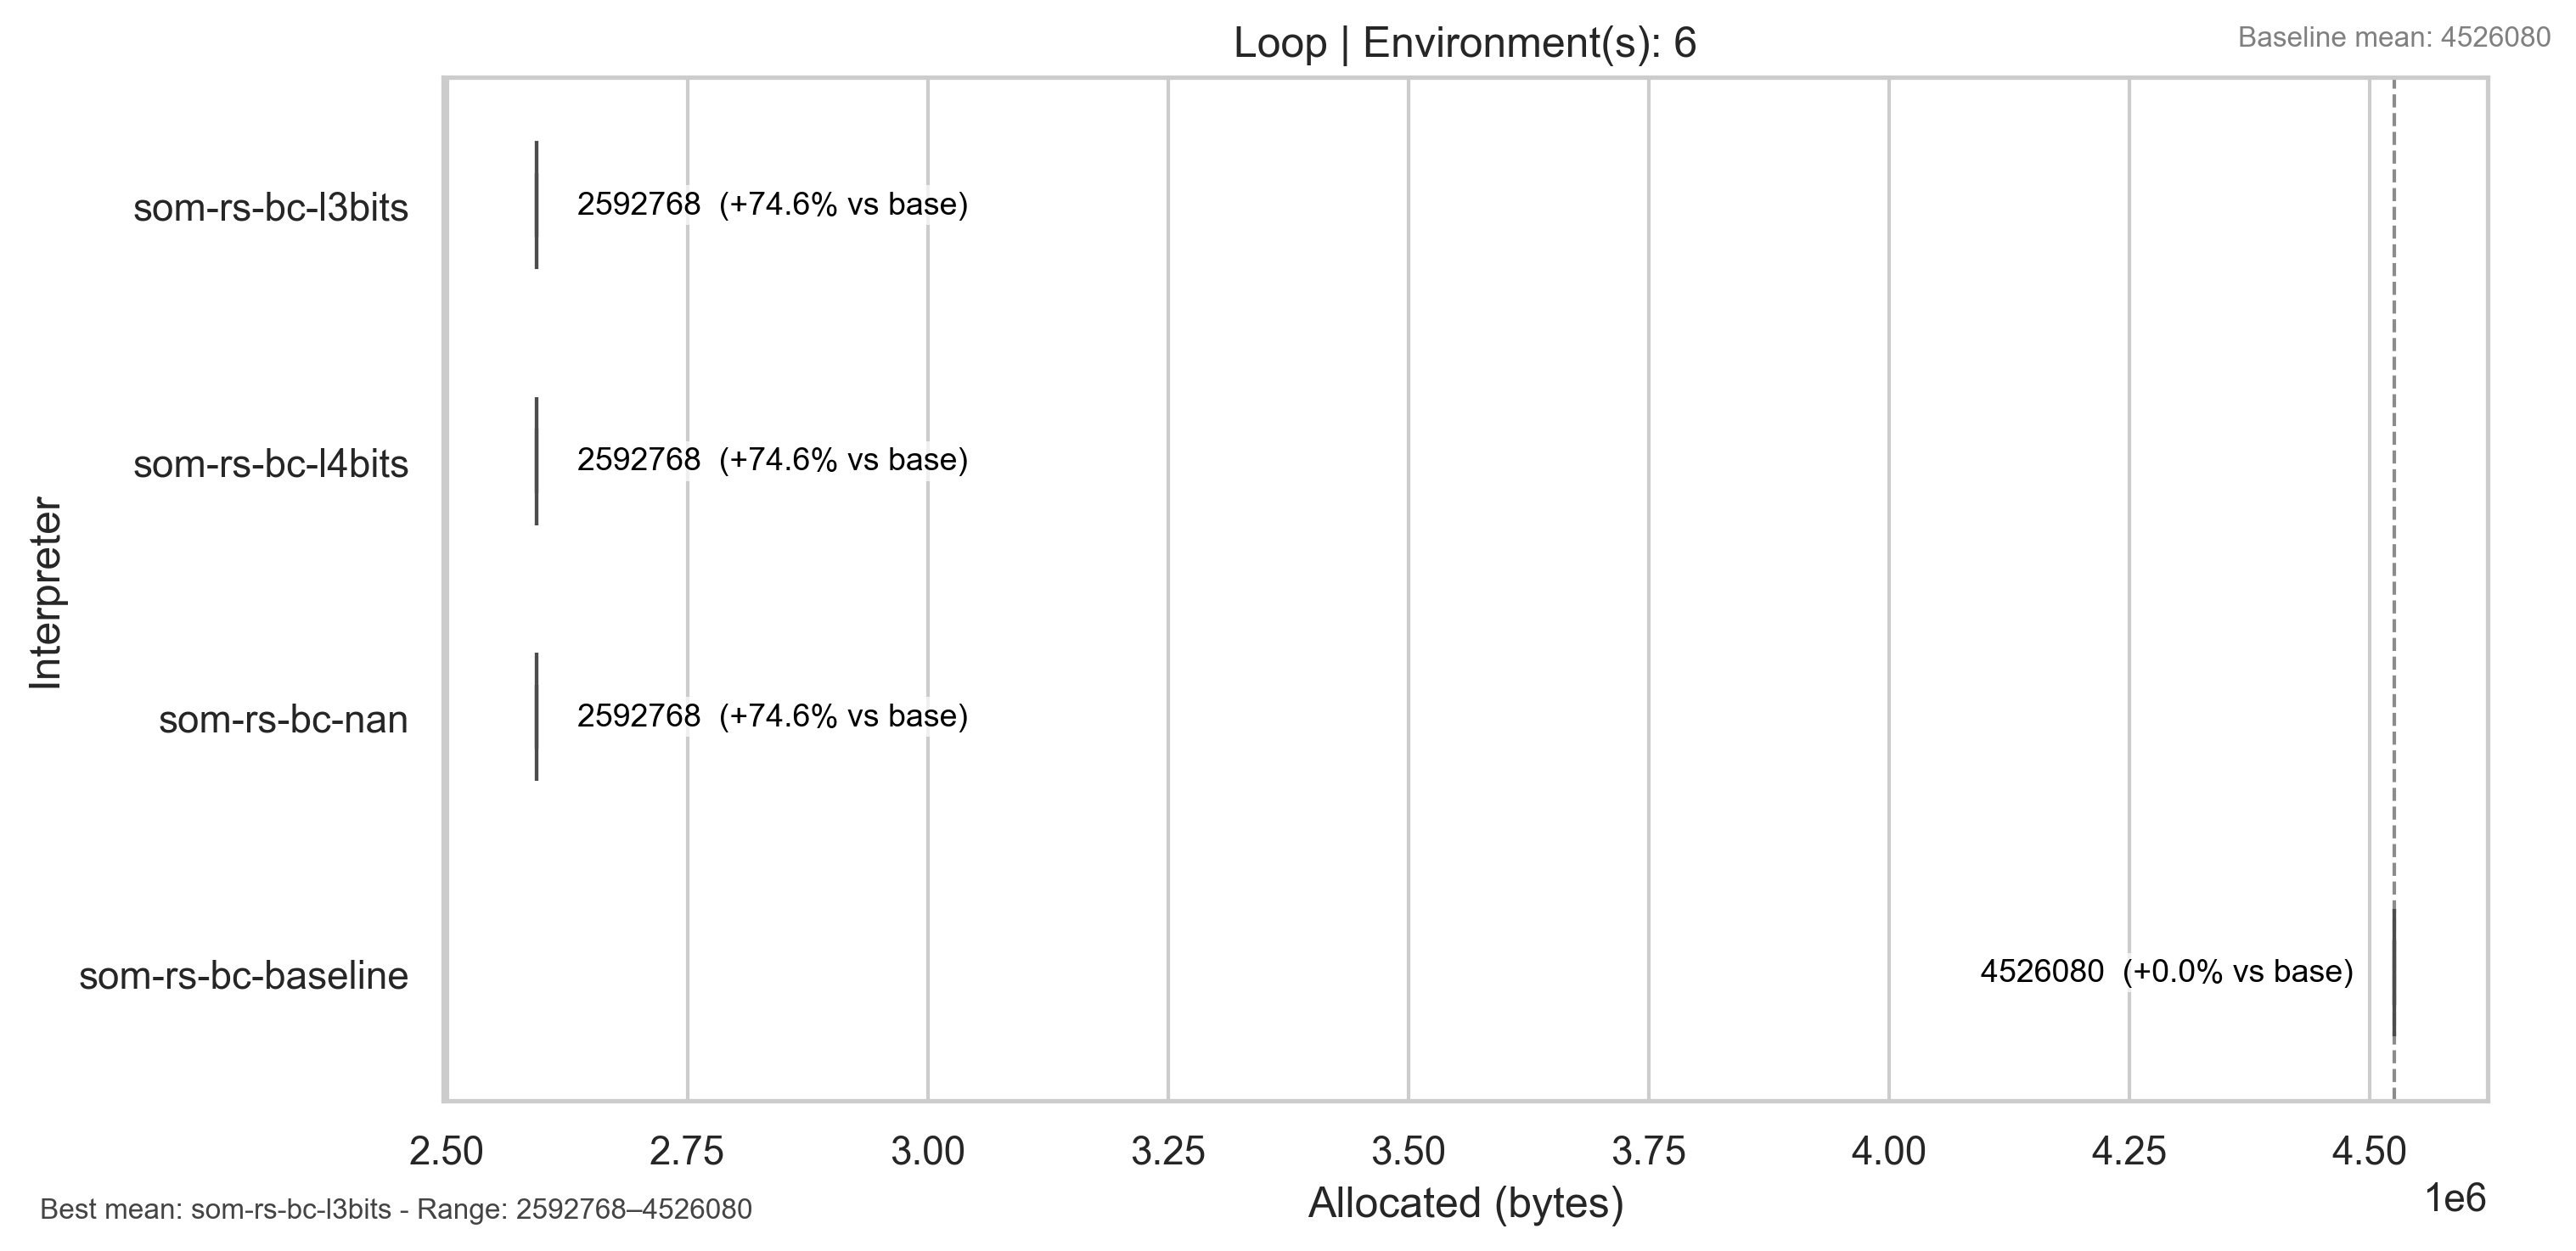 Loop | Environment(s): 6
Baseline mean: 4526080
Interpreter
som-rs-bc-l3bits
2592768 (+74.6% vs base)
som-rs-bc-l4bits
2592768 (+74.6% vs base)
som-rs-bc-nan
2592768 (+74.6% vs base)
som-rs-bc-baseline
4526080 (+0.0% vs base)
2.50 2.75 3.00 3.25 3.50 3.75 4.00 4.25 4.50
1e6
Allocated (bytes)
Best mean: som-rs-bc-l3bits - Range: 2592768–4526080